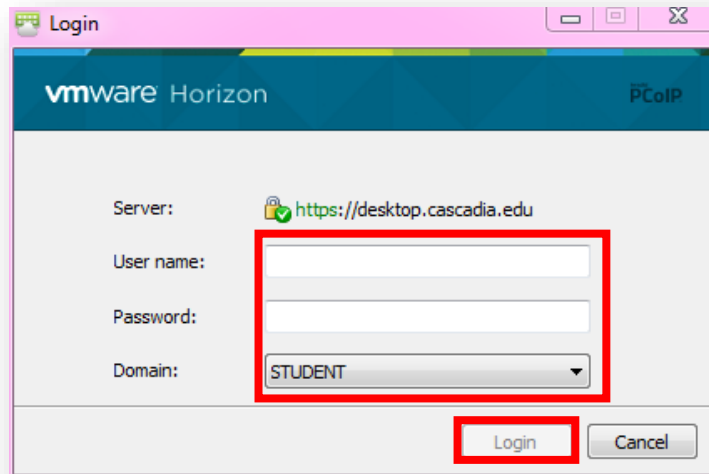 Login
vmware Horizon
PCoIP
Server: https://desktop.cascadia.edu
User name:
Password:
Domain: STUDENT
Login Cancel